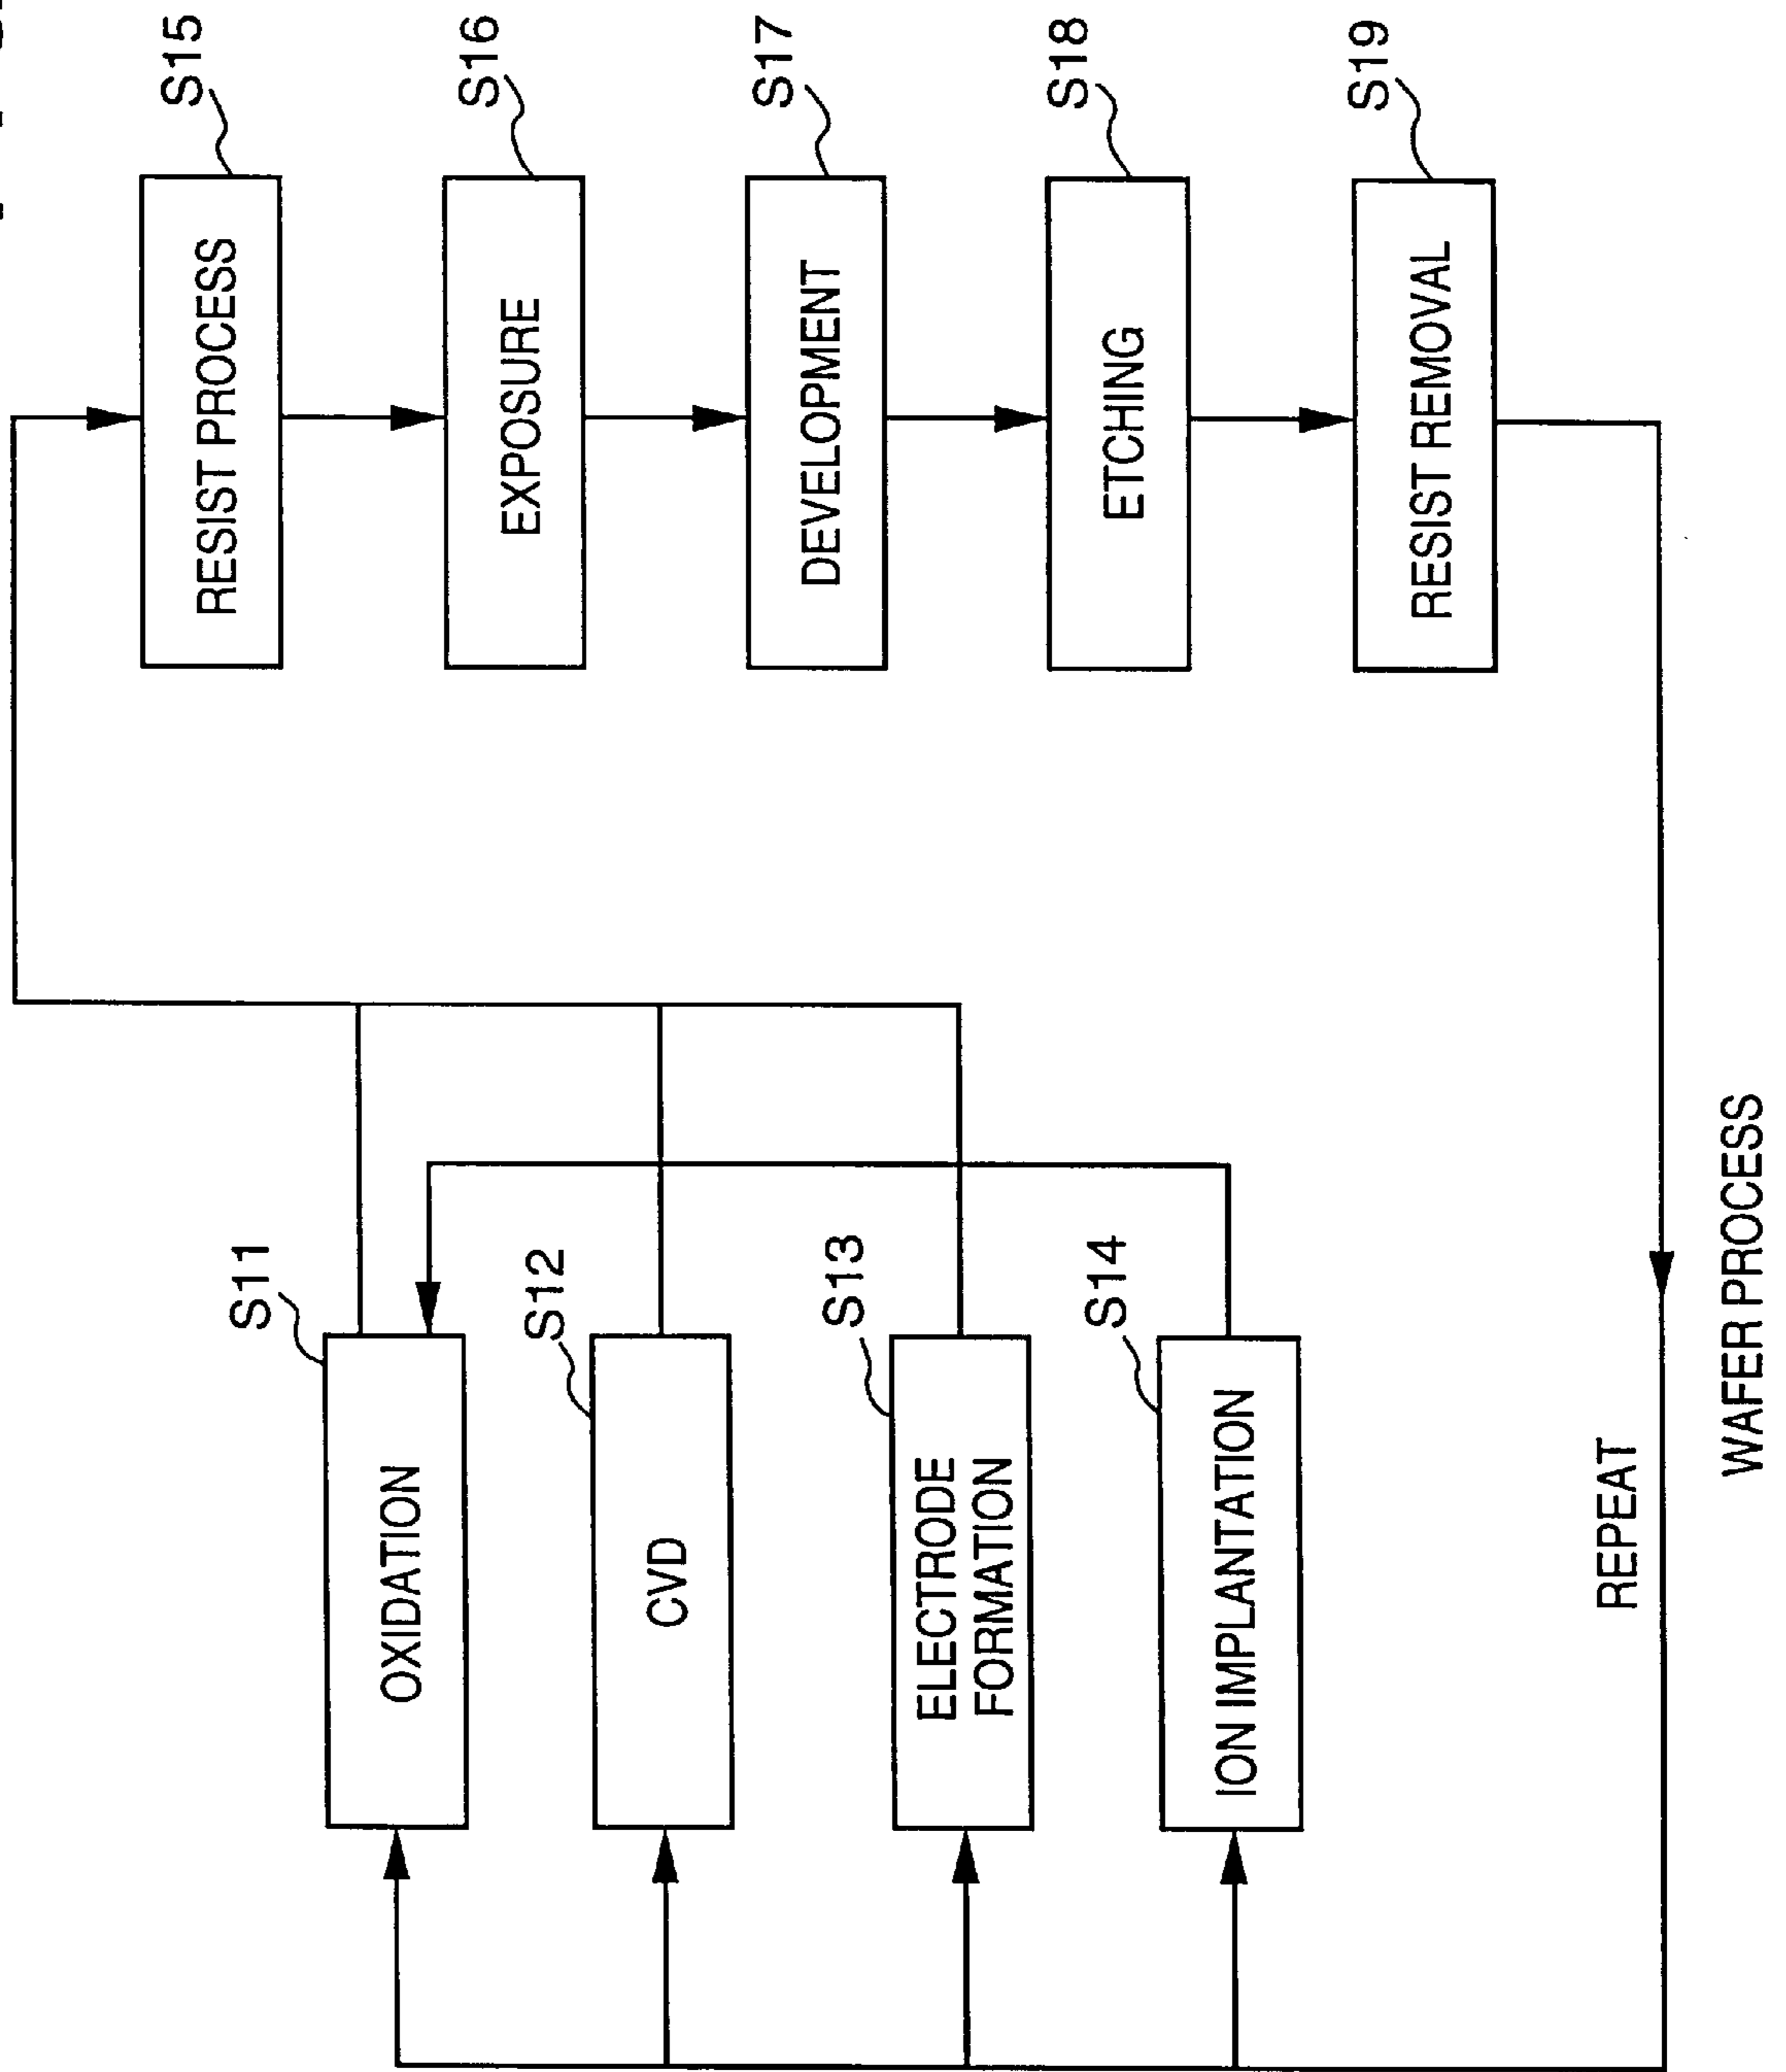 S11
OXIDATION
S12
CVD
S13
ELECTRODE
FORMATION
S14
ION IMPLANTATION
S15
RESIST PROCESS
S16
EXPOSURE
S17
DEVELOPMENT
S18
ETCHING
S19
RESIST REMOVAL
REPEAT
WAFER PROCESS